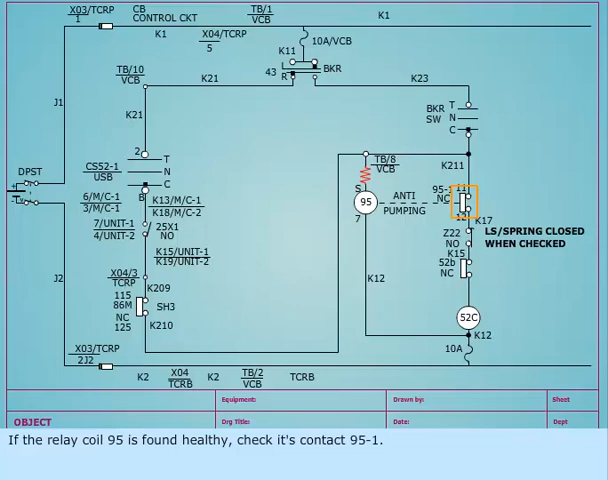 X03/TCRP
1
CB
CONTROL CKT
TB/1
VCB
K1
K1
X04/TCRP
5
10A/VCB
K11
TB/10
VCB
K21
43
L
R
BKR
K23
J1
K21
BKR
SW
T
N
C
2
T
N
C
TB/8
VCB
K211
DPST
CS52-1
USB
B
6/M/C-1
3/M/C-1
K13/M/C-1
K18/M/C-2
S
95
7
ANTI
PUMPING
95-1
NC
11
K17
7/UNIT-1
4/UNIT-2
25X1
NO
Z22
NO
LS/SPRING CLOSED
WHEN CHECKED
K15/UNIT-1
K19/UNIT-2
K15
52b
NC
J2
X04/3
TCRP
K209
K12
115
86M
NC
125
SH3
K210
52C
K12
X03/TCRP
2J2
10A
K2
X04
TCRB
K2
TB/2
VCB
TCRB
Equipment:
Drawn by:
Sheet
OBJECT
Drg Title:
Date:
Dept
If the relay coil 95 is found healthy, check it's contact 95-1.